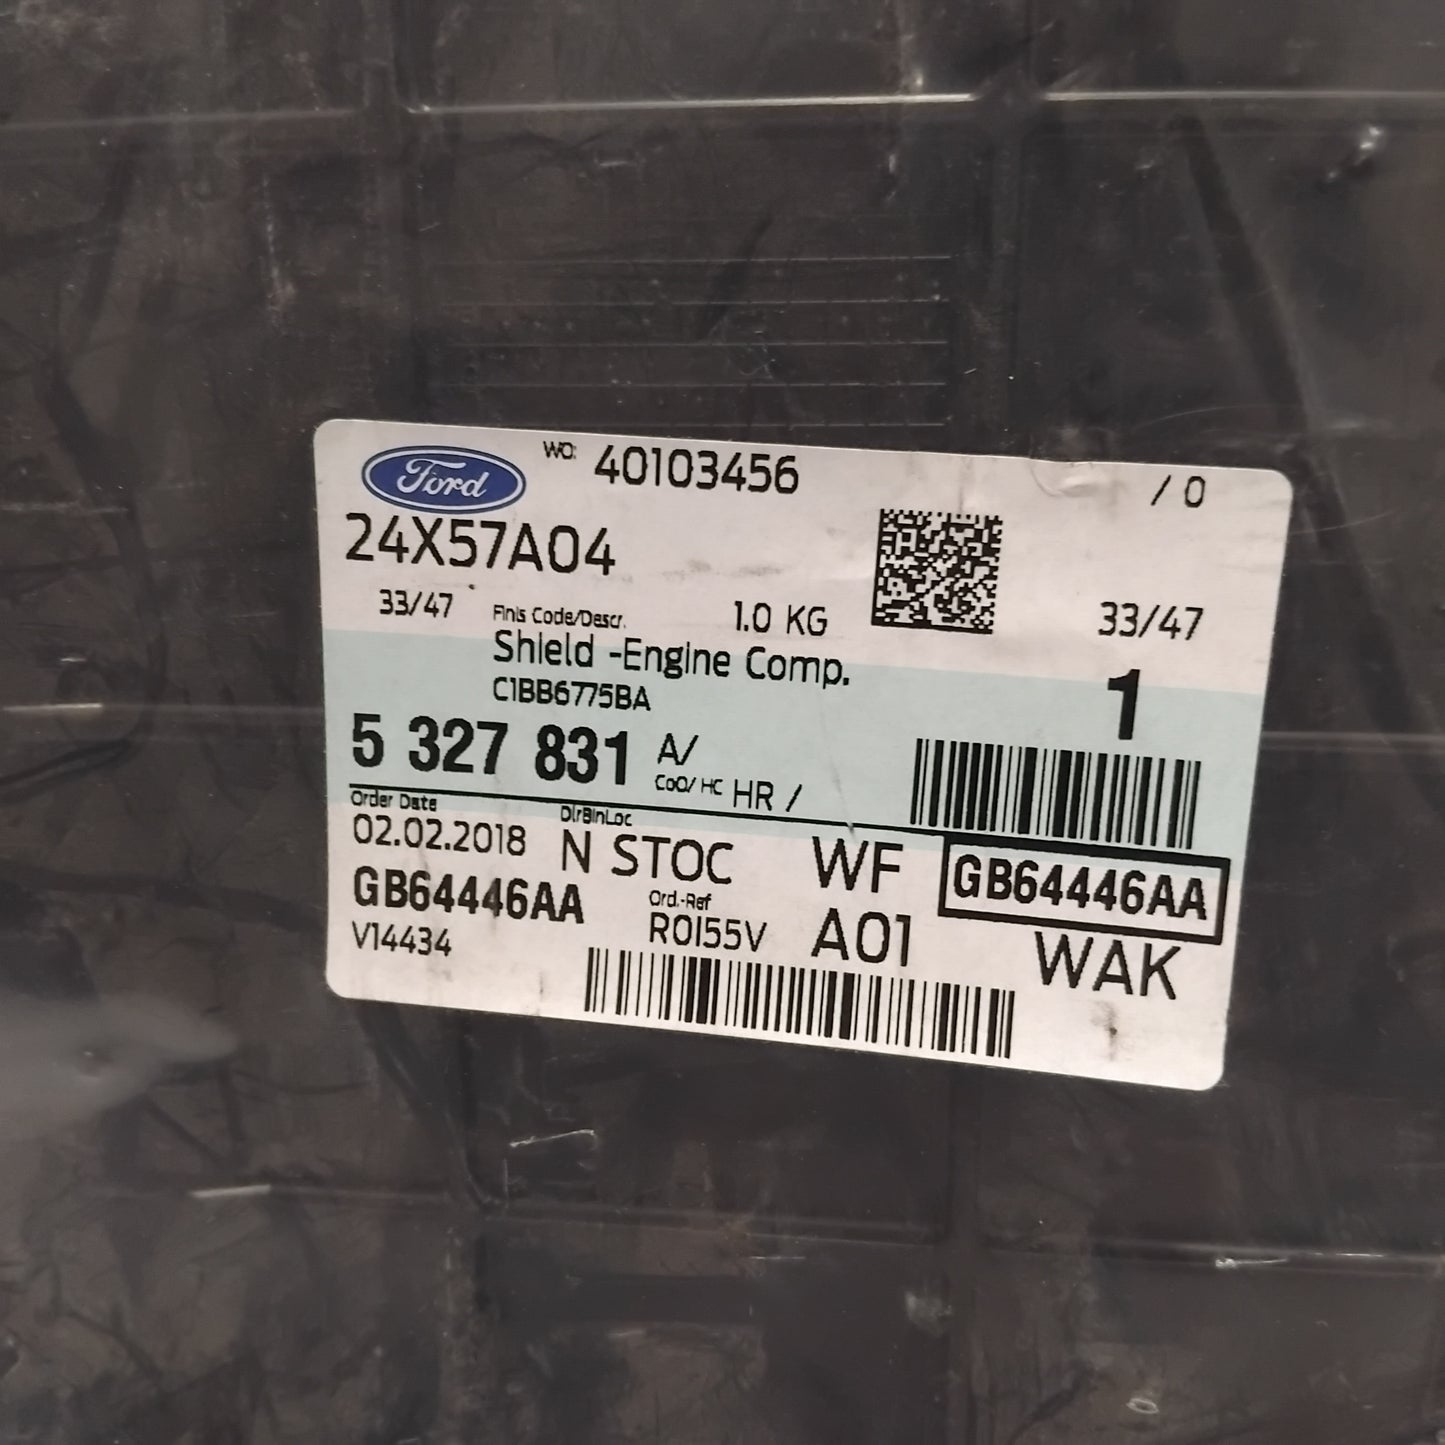 Ford
WO: 40103456 / 0
24X57A04
33/47 Finis Code/Descr. 1.0 KG 33/47
Shield -Engine Comp.
C1BB6775BA 1
5 327 831 A/
CoO/ HC HR /
Order Date DlrBinLoc
02.02.2018 N STOC WF GB64446AA
GB64446AA Ord.-Ref
V14434 ROI55V A01 WAK